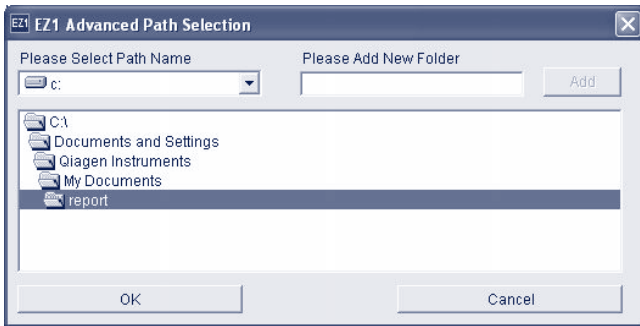 EZ1 EZ1 Advanced Path Selection
Please Select Path Name
Please Add New Folder
c:
Add
C:\
Documents and Settings
Qiagen Instruments
My Documents
report
OK
Cancel